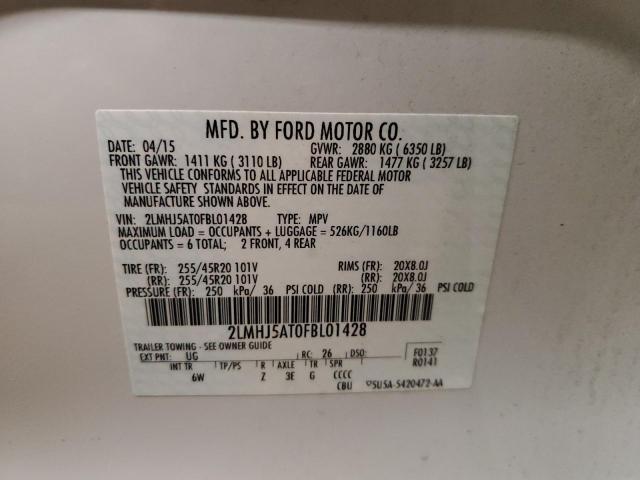 MFD. BY FORD MOTOR CO.
DATE: 04/15 GVWR: 2880 KG ( 6350 LB)
FRONT GAWR: 1411 KG ( 3110 LB) REAR GAWR: 1477 KG ( 3257 LB)
THIS VEHICLE CONFORMS TO ALL APPLICABLE FEDERAL MOTOR
VEHICLE SAFETY STANDARDS IN EFFECT ON THE DATE OF
MANUFACTURE SHOWN ABOVE.
VIN: 2LMHJ5AT0FBL01428 TYPE: MPV
MAXIMUM LOAD = OCCUPANTS + LUGGAGE = 526KG/1160LB
OCCUPANTS = 6 TOTAL; 2 FRONT, 4 REAR
TIRE (FR): 255/45R20 101V RIMS (FR): 20X8.0J
(RR): 255/45R20 101V (RR): 20X8.0J
PRESSURE (FR): 250 kPa/ 36 PSI COLD (RR): 250 kPa/ 36 PSI COLD
2LMHJ5AT0FBL01428
TRAILER TOWING - SEE OWNER GUIDE
EXT PNT: UG RC: 26 DSO: F0137
R0141
INT TR TP/PS R AXLE TR SPR
6W Z 3E G CCCC
CBU 5U5A-5420472-AA